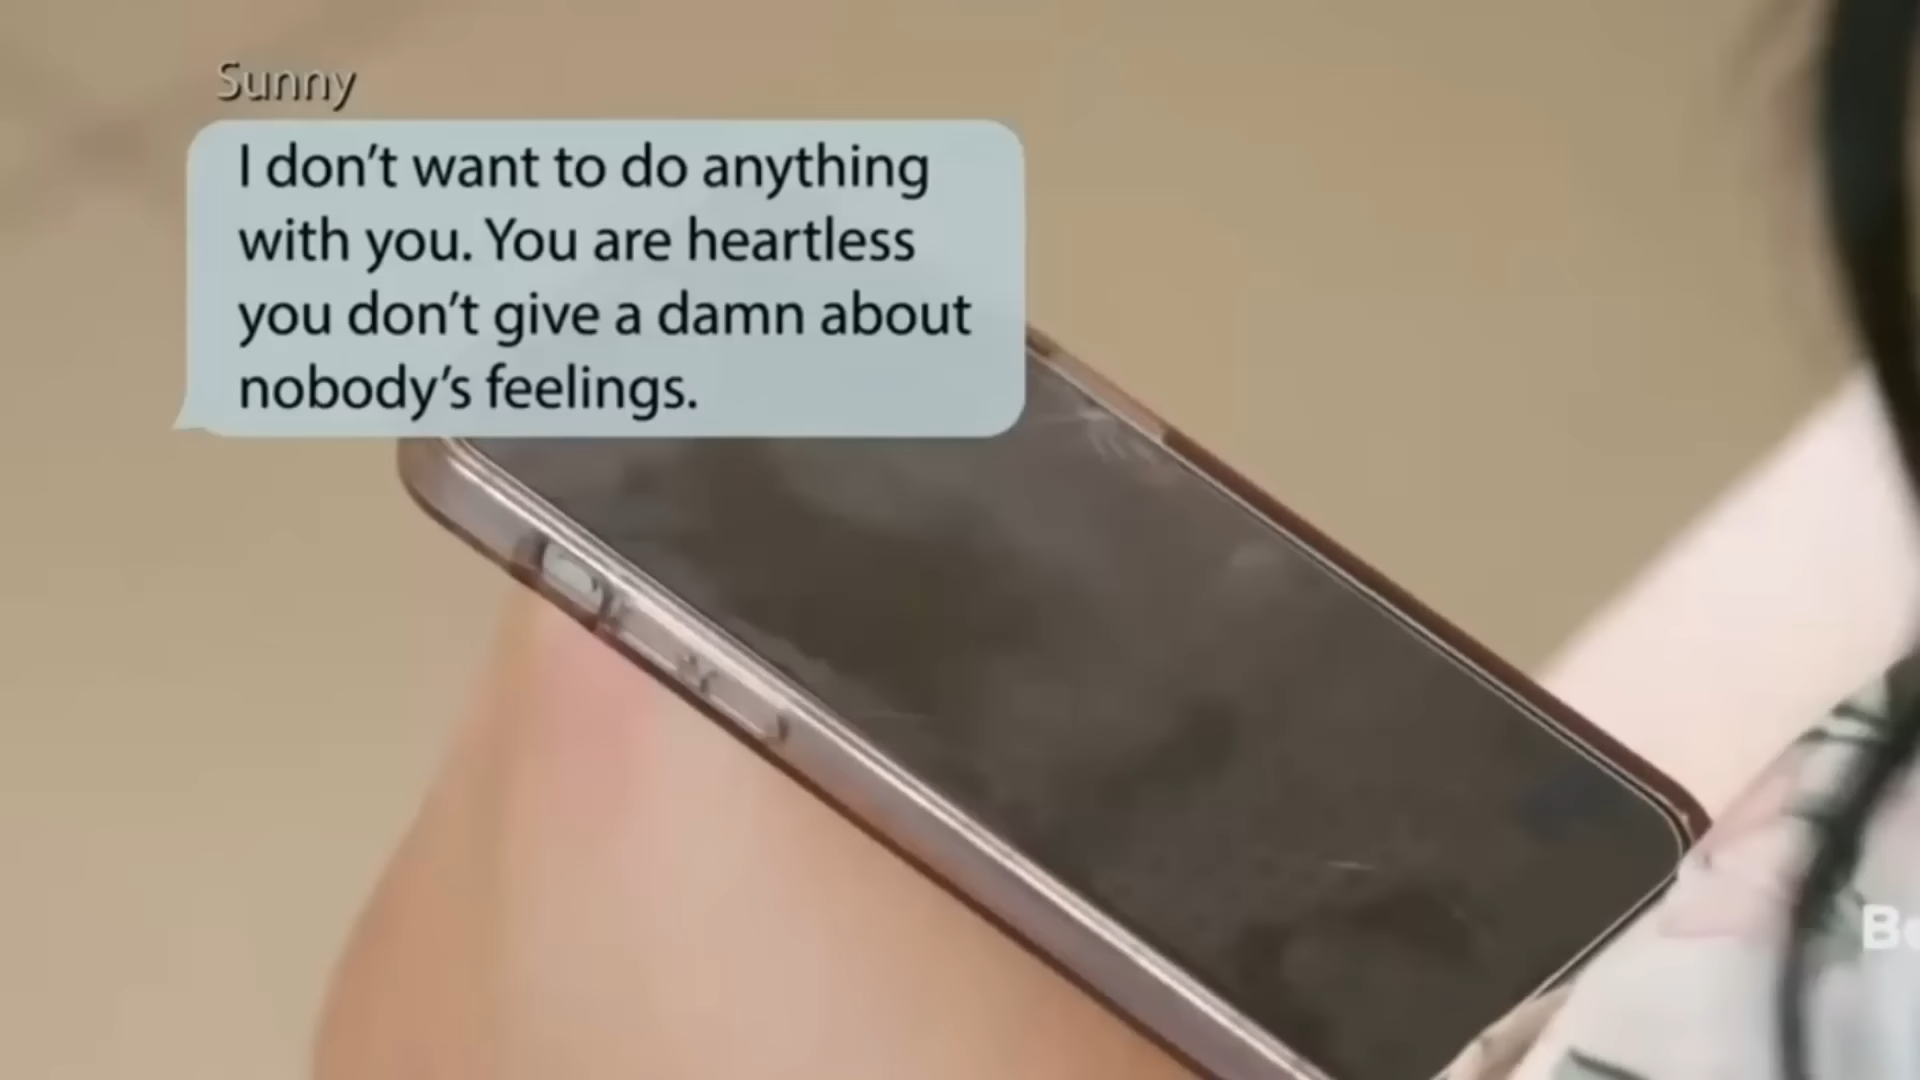 Sunny
I don't want to do anything
with you. You are heartless
you don't give a damn about
nobody's feelings.